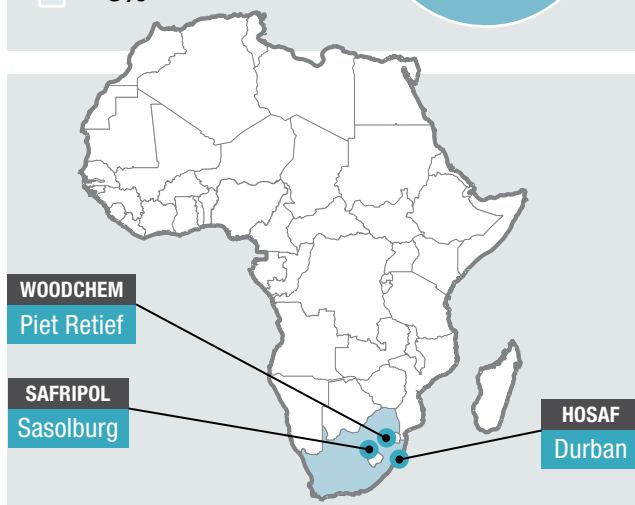 WOODCHEM
Piet Retief
SAFRIPOL
Sasolburg
HOSAF
Durban